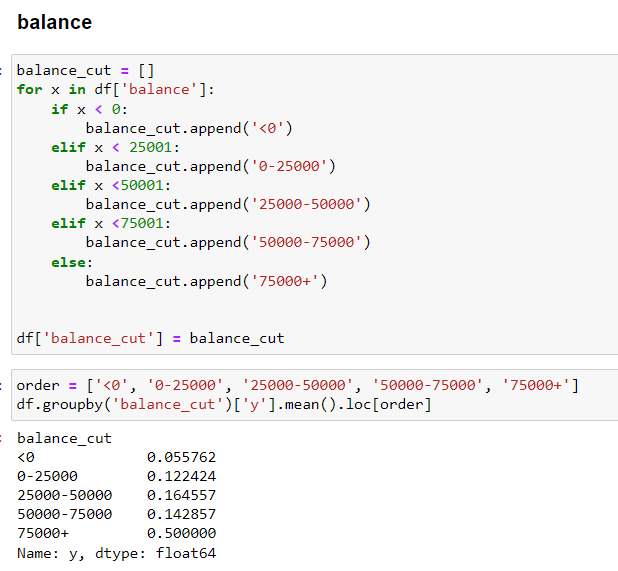 balance
balance_cut = []
for x in df['balance']:
    if x < 0:
        balance_cut.append('<0')
    elif x < 25001:
        balance_cut.append('0-25000')
    elif x <50001:
        balance_cut.append('25000-50000')
    elif x <75001:
        balance_cut.append('50000-75000')
    else:
        balance_cut.append('75000+')
df['balance_cut'] = balance_cut
order = ['<0', '0-25000', '25000-50000', '50000-75000', '75000+']
df.groupby('balance_cut')['y'].mean().loc[order]
balance_cut
<0             0.055762
0-25000        0.122424
25000-50000    0.164557
50000-75000    0.142857
75000+         0.500000
Name: y, dtype: float64